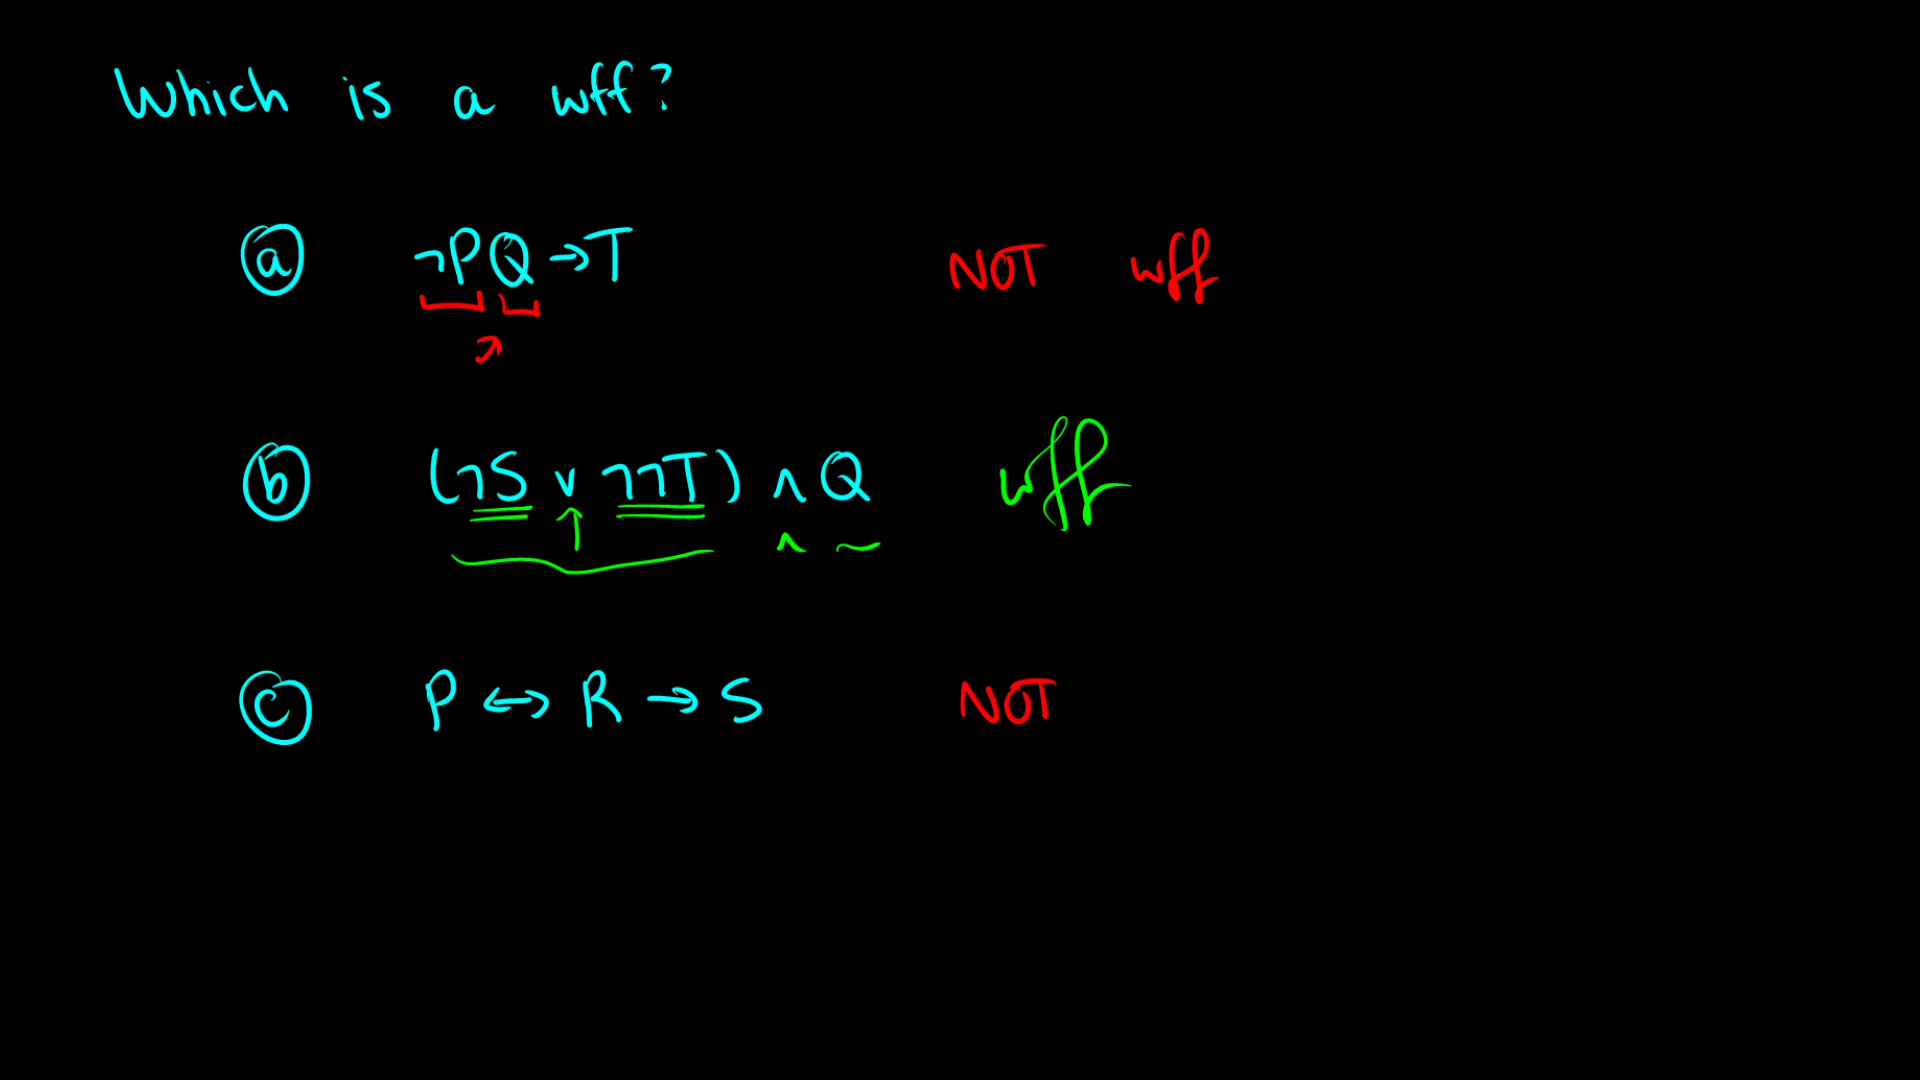 Which is a wff?
ⓐ ¬PQ→T NOT wff
ⓑ (¬S ∨ ¬¬T) ∧ Q wff
∧ ~
ⓒ P ↔ R → S NOT